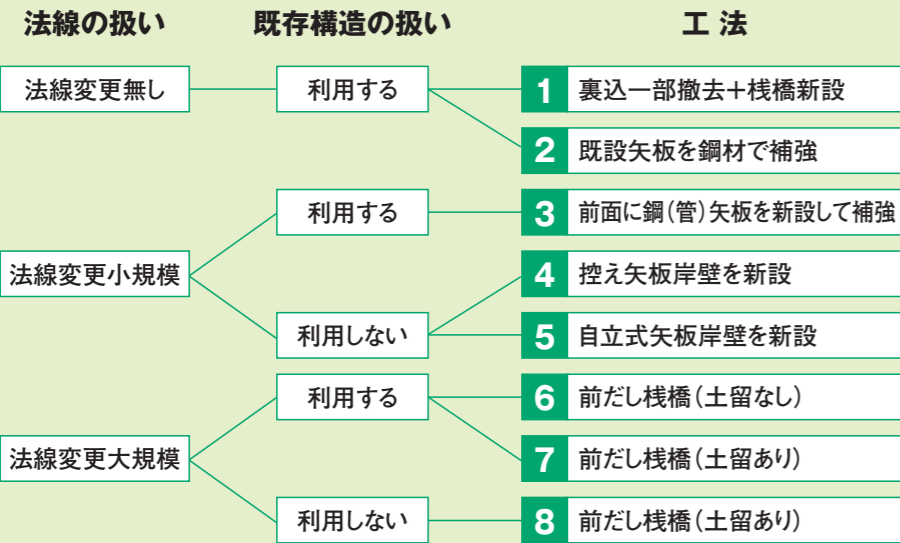 法線の扱い 既存構造の扱い 工法
法線変更無し 利用する 1 裏込一部撤去+桟橋新設
2 既設矢板を鋼材で補強
利用する 3 前面に鋼(管)矢板を新設して補強
法線変更小規模 4 控え矢板岸壁を新設
利用しない 5 自立式矢板岸壁を新設
利用する 6 前だし桟橋(土留なし)
法線変更大規模 7 前だし桟橋(土留あり)
利用しない 8 前だし桟橋(土留あり)